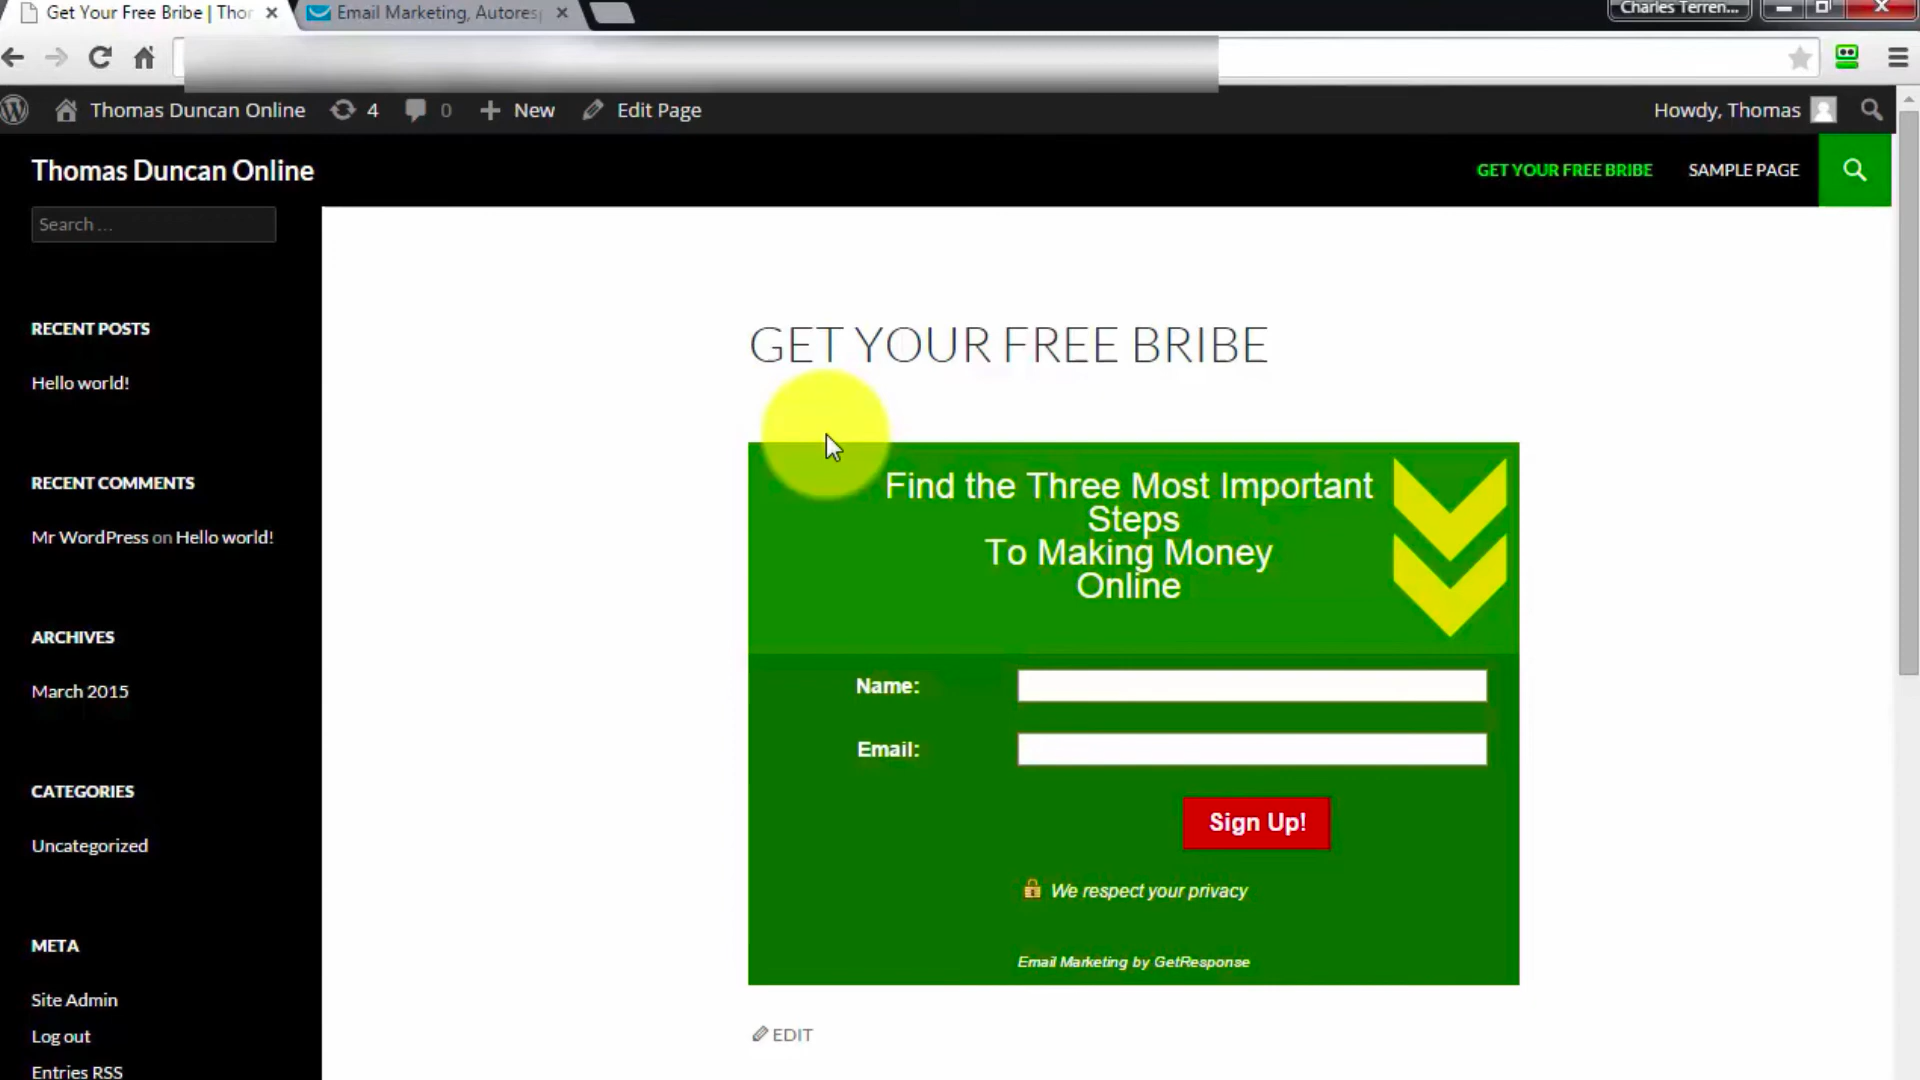 Get Your Free Bribe | Thor
Email Marketing, Autoresp
Charles Terren...
Thomas Duncan Online
4
0
New
Edit Page
Howdy, Thomas
Thomas Duncan Online
GET YOUR FREE BRIBE
SAMPLE PAGE
Search ...
RECENT POSTS
Hello world!
RECENT COMMENTS
Mr WordPress on Hello world!
ARCHIVES
March 2015
CATEGORIES
Uncategorized
META
Site Admin
Log out
Entries RSS
GET YOUR FREE BRIBE
Find the Three Most Important
Steps
To Making Money
Online
Name:
Email:
Sign Up!
We respect your privacy
Email Marketing by GetResponse
EDIT